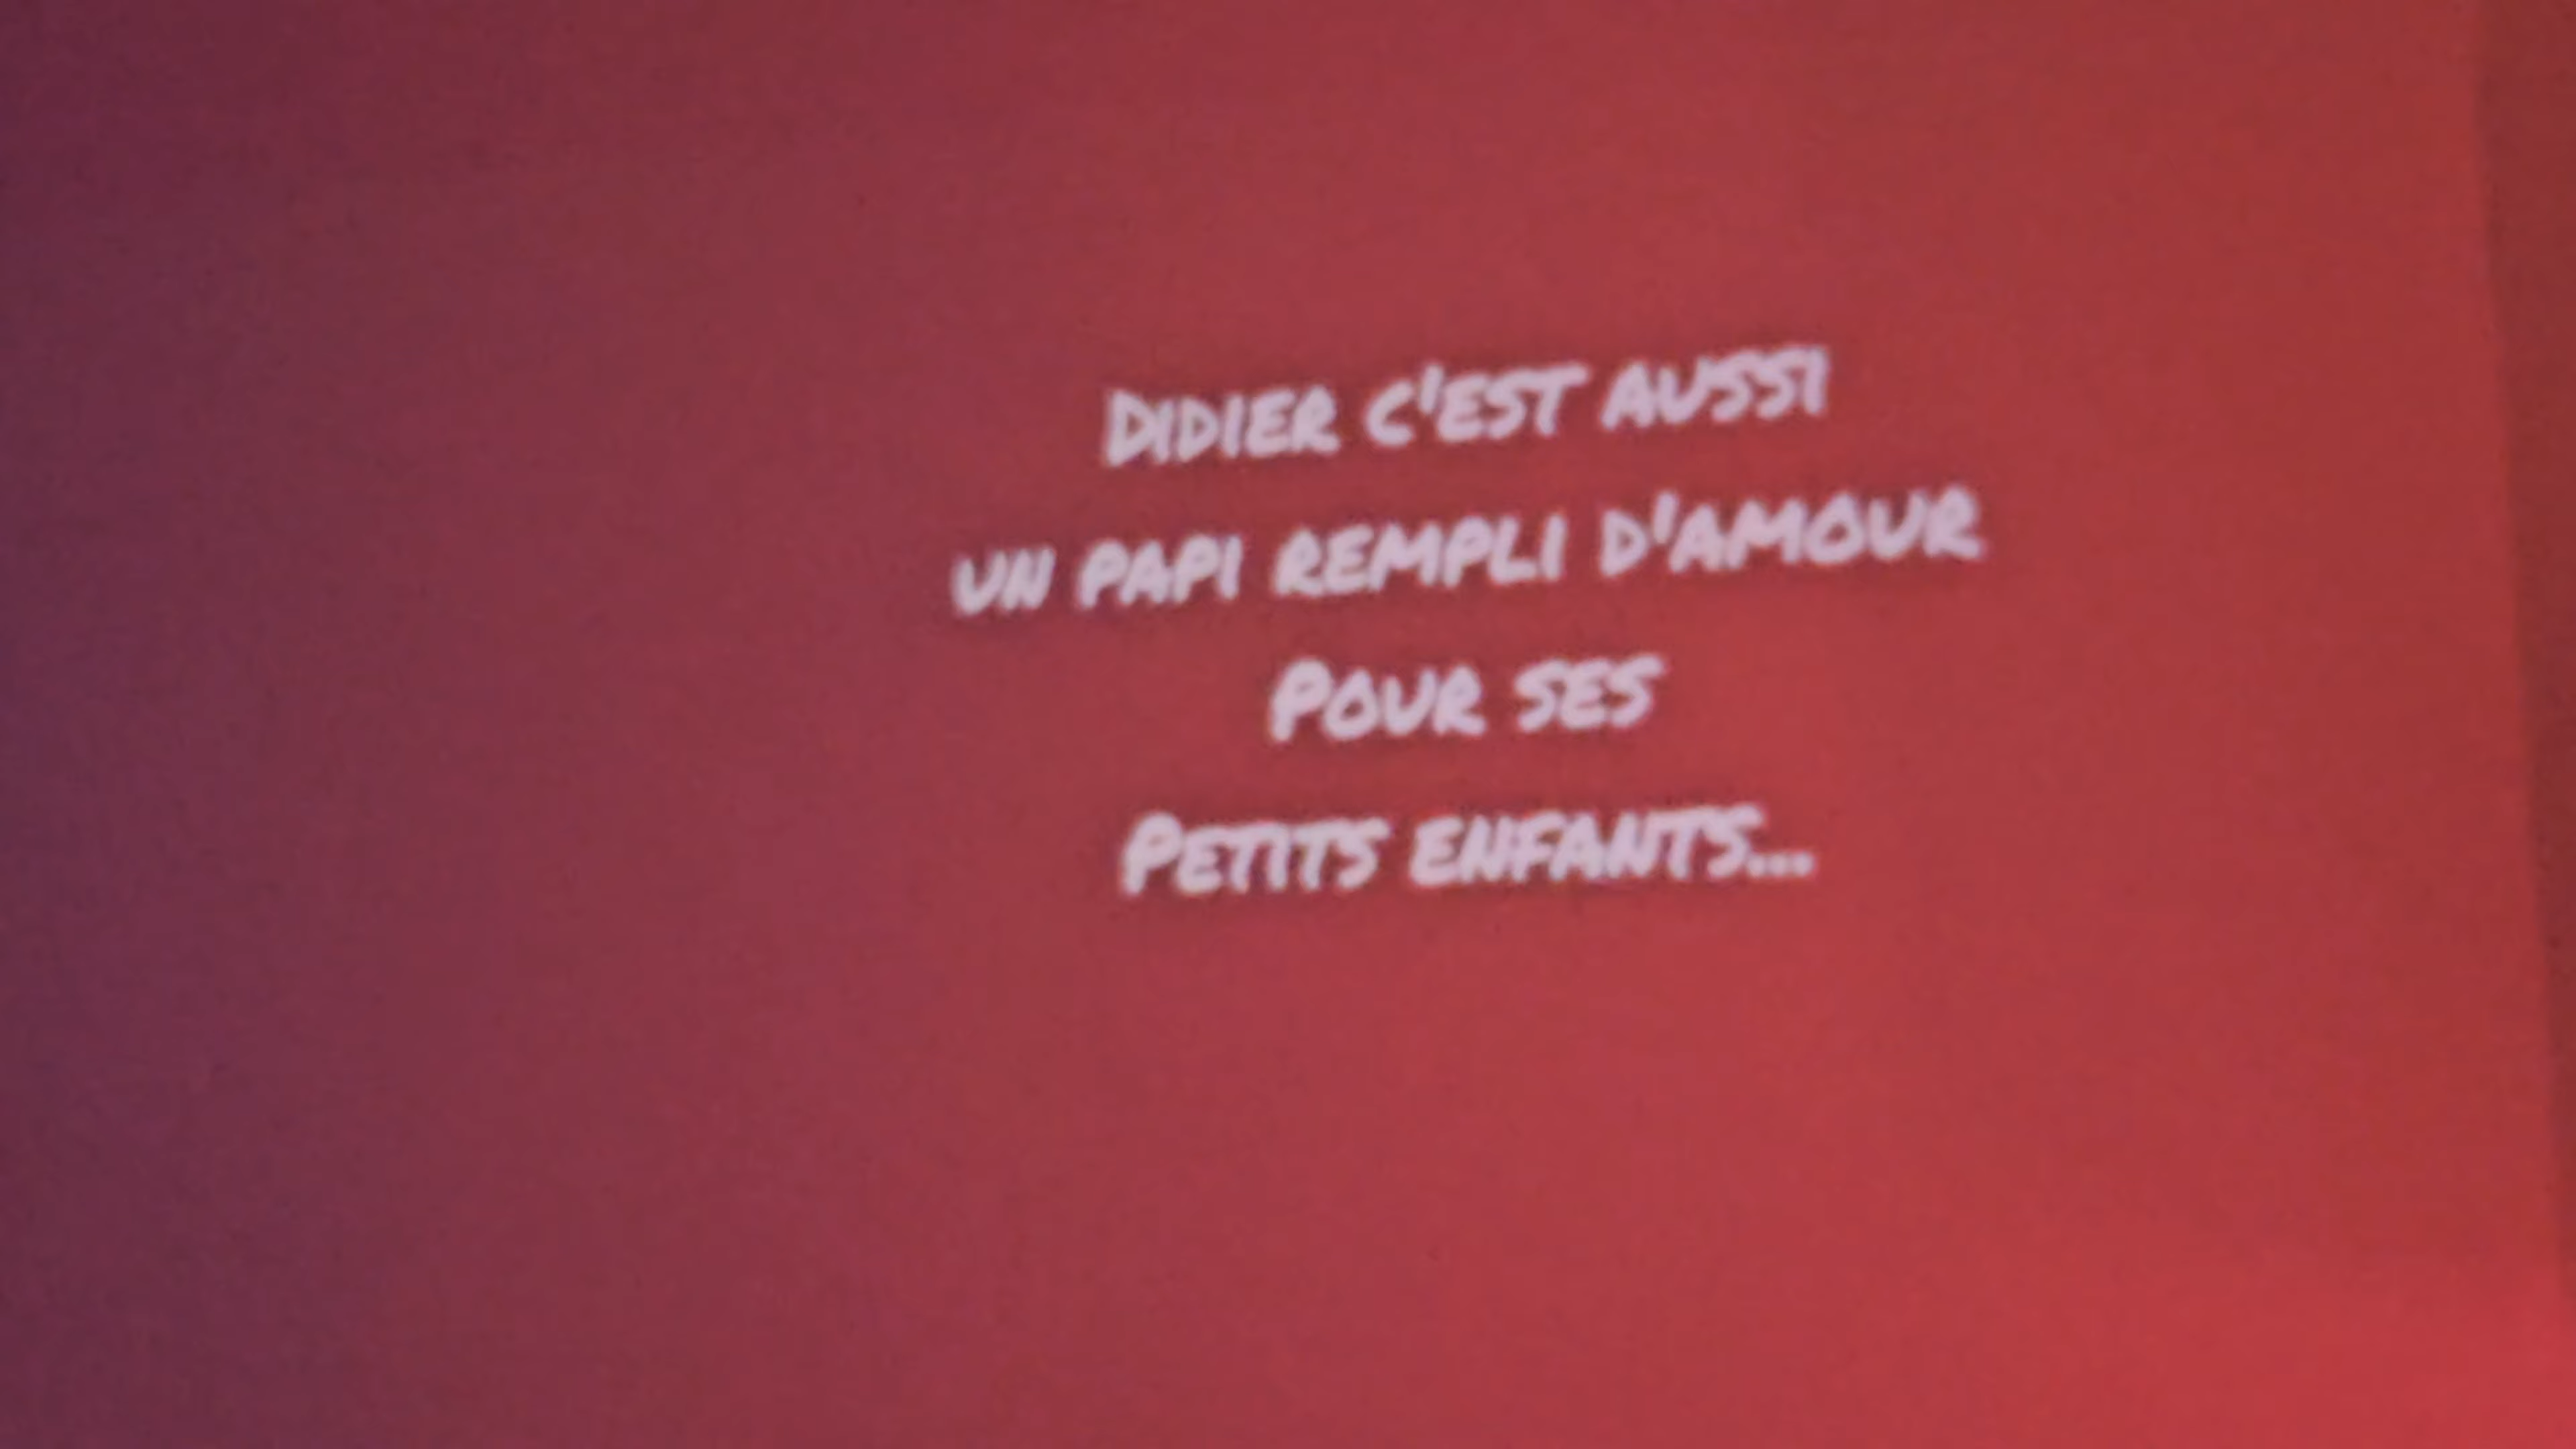 Didier c'est aussi
un papi rempli d'amour
Pour ses
Petits enfants...